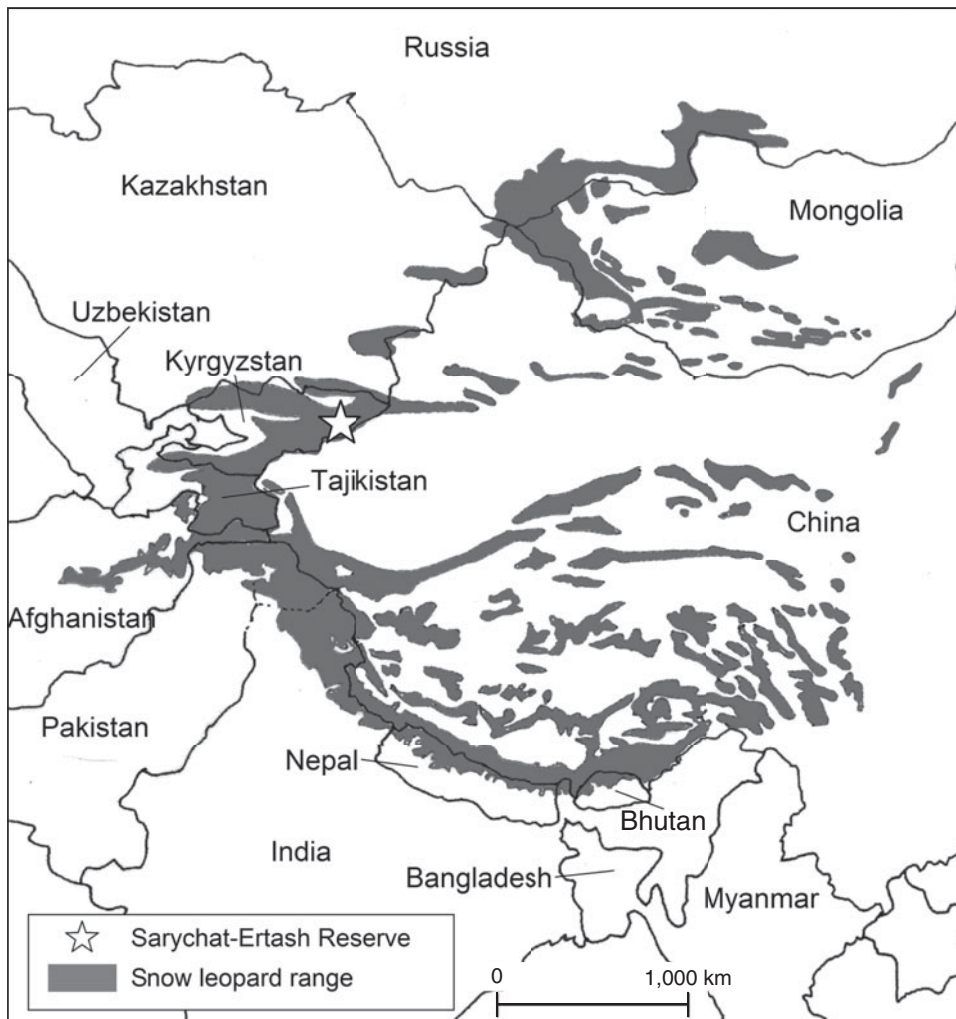 Russia
Kazakhstan
Mongolia
Uzbekistan
Kyrgyzstan
Tajikistan
China
Afghanistan
Pakistan
Nepal
Bhutan
India
Bangladesh
Myanmar
Sarychat-Ertash Reserve
Snow leopard range
0 1,000 km